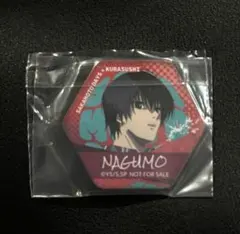 SAKAMOTO DAYS × KURASUSHI
NAGUMO
©YS/S,SP NOT FOR SALE